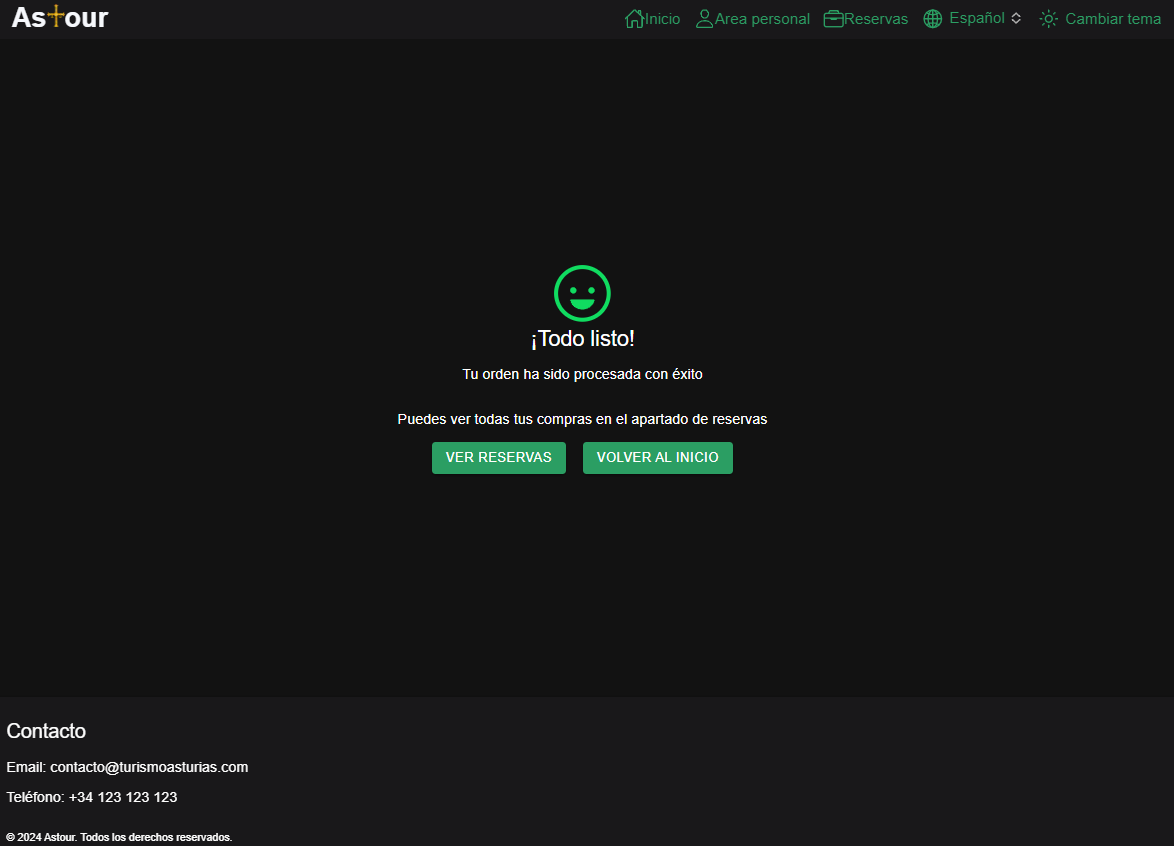 Astour
Inicio Area personal Reservas Español Cambiar tema
¡Todo listo!
Tu orden ha sido procesada con éxito
Puedes ver todas tus compras en el apartado de reservas
VER RESERVAS VOLVER AL INICIO
Contacto
Email: contacto@turismoasturias.com
Teléfono: +34 123 123 123
© 2024 Astour. Todos los derechos reservados.